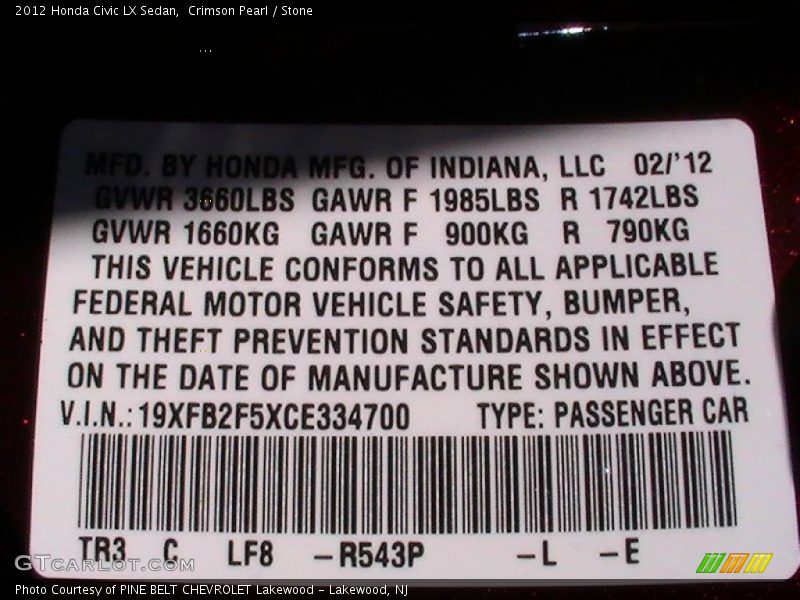 2012 Honda Civic LX Sedan,  Crimson Pearl / Stone
MFD. BY HONDA MFG. OF INDIANA, LLC 02/'12
GVWR 3660LBS GAWR F 1985LBS R 1742LBS
GVWR 1660KG GAWR F 900KG R 790KG
THIS VEHICLE CONFORMS TO ALL APPLICABLE
FEDERAL MOTOR VEHICLE SAFETY, BUMPER,
AND THEFT PREVENTION STANDARDS IN EFFECT
ON THE DATE OF MANUFACTURE SHOWN ABOVE.
V.I.N.: 19XFB2F5XCE334700 TYPE: PASSENGER CAR
TR3 C LF8 –R543P –L –E
GTcarlot.com
Photo Courtesy of PINE BELT CHEVROLET Lakewood – Lakewood, NJ